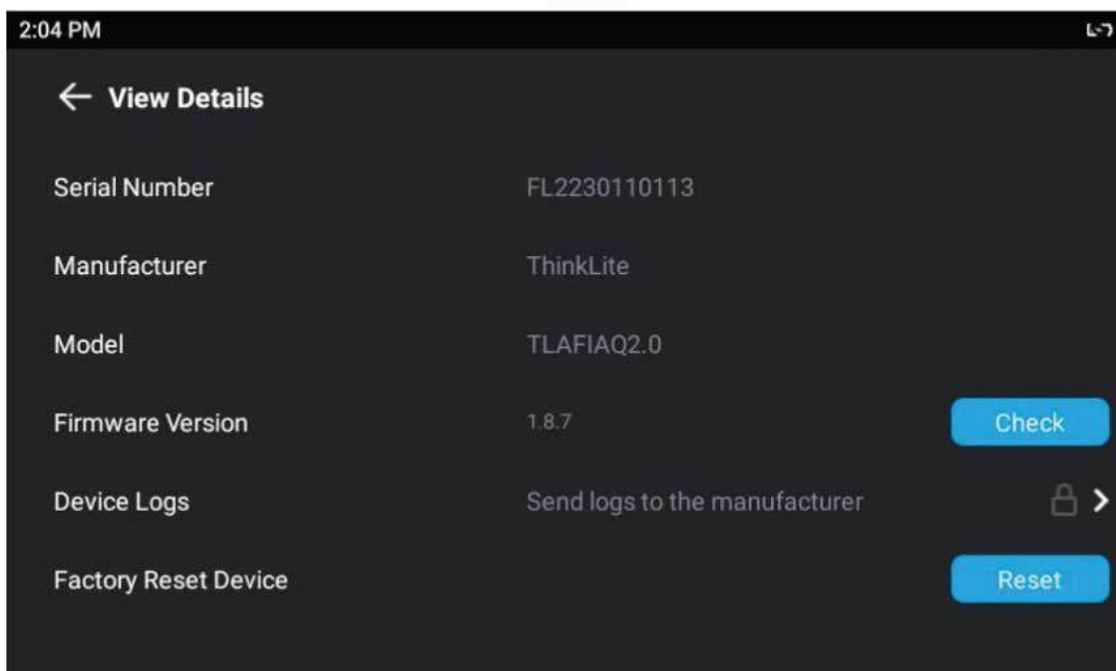 2:04 PM
View Details
Serial Number FL2230110113
Manufacturer ThinkLite
Model TLAFIAQ2.0
Firmware Version 1.8.7 Check
Device Logs Send logs to the manufacturer
Factory Reset Device Reset